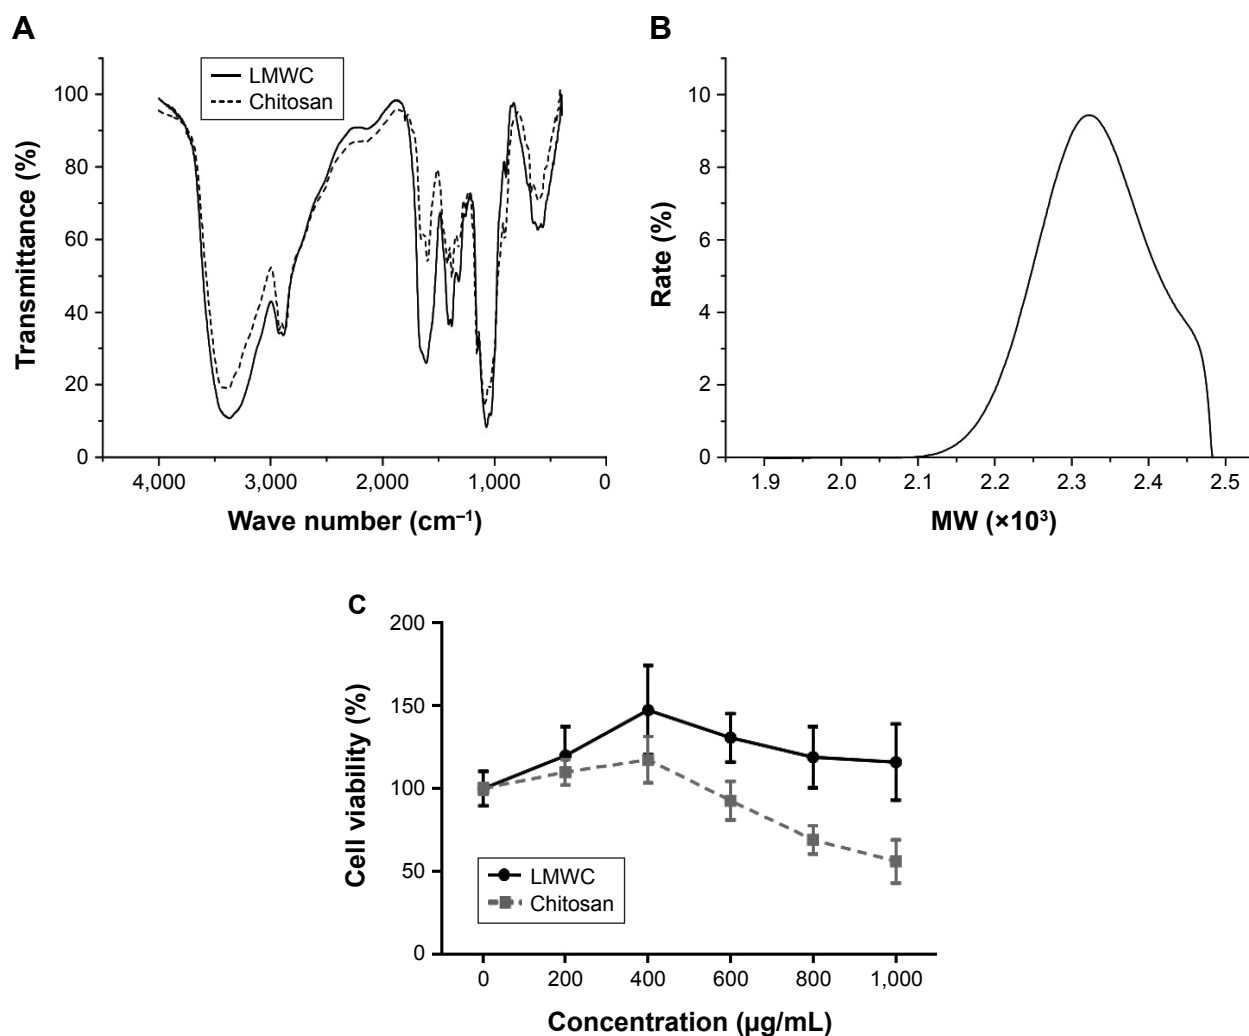 A
LMWC
Chitosan
Transmittance (%)
100
80
60
40
20
0
4,000 3,000 2,000 1,000 0
Wave number (cm⁻¹)
B
Rate (%)
10
8
6
4
2
0
1.9 2.0 2.1 2.2 2.3 2.4 2.5
MW (×10³)
C
Cell viability (%)
200
150
100
50
0
LMWC
Chitosan
0 200 400 600 800 1,000
Concentration (µg/mL)